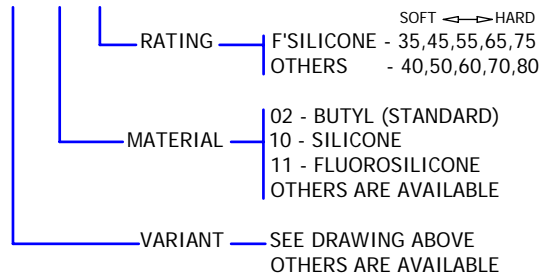 SOFT HARD
RATING F'SILICONE - 35,45,55,65,75
OTHERS - 40,50,60,70,80
02 - BUTYL (STANDARD)
MATERIAL 10 - SILICONE
11 - FLUOROSILICONE
OTHERS ARE AVAILABLE
VARIANT SEE DRAWING ABOVE
OTHERS ARE AVAILABLE